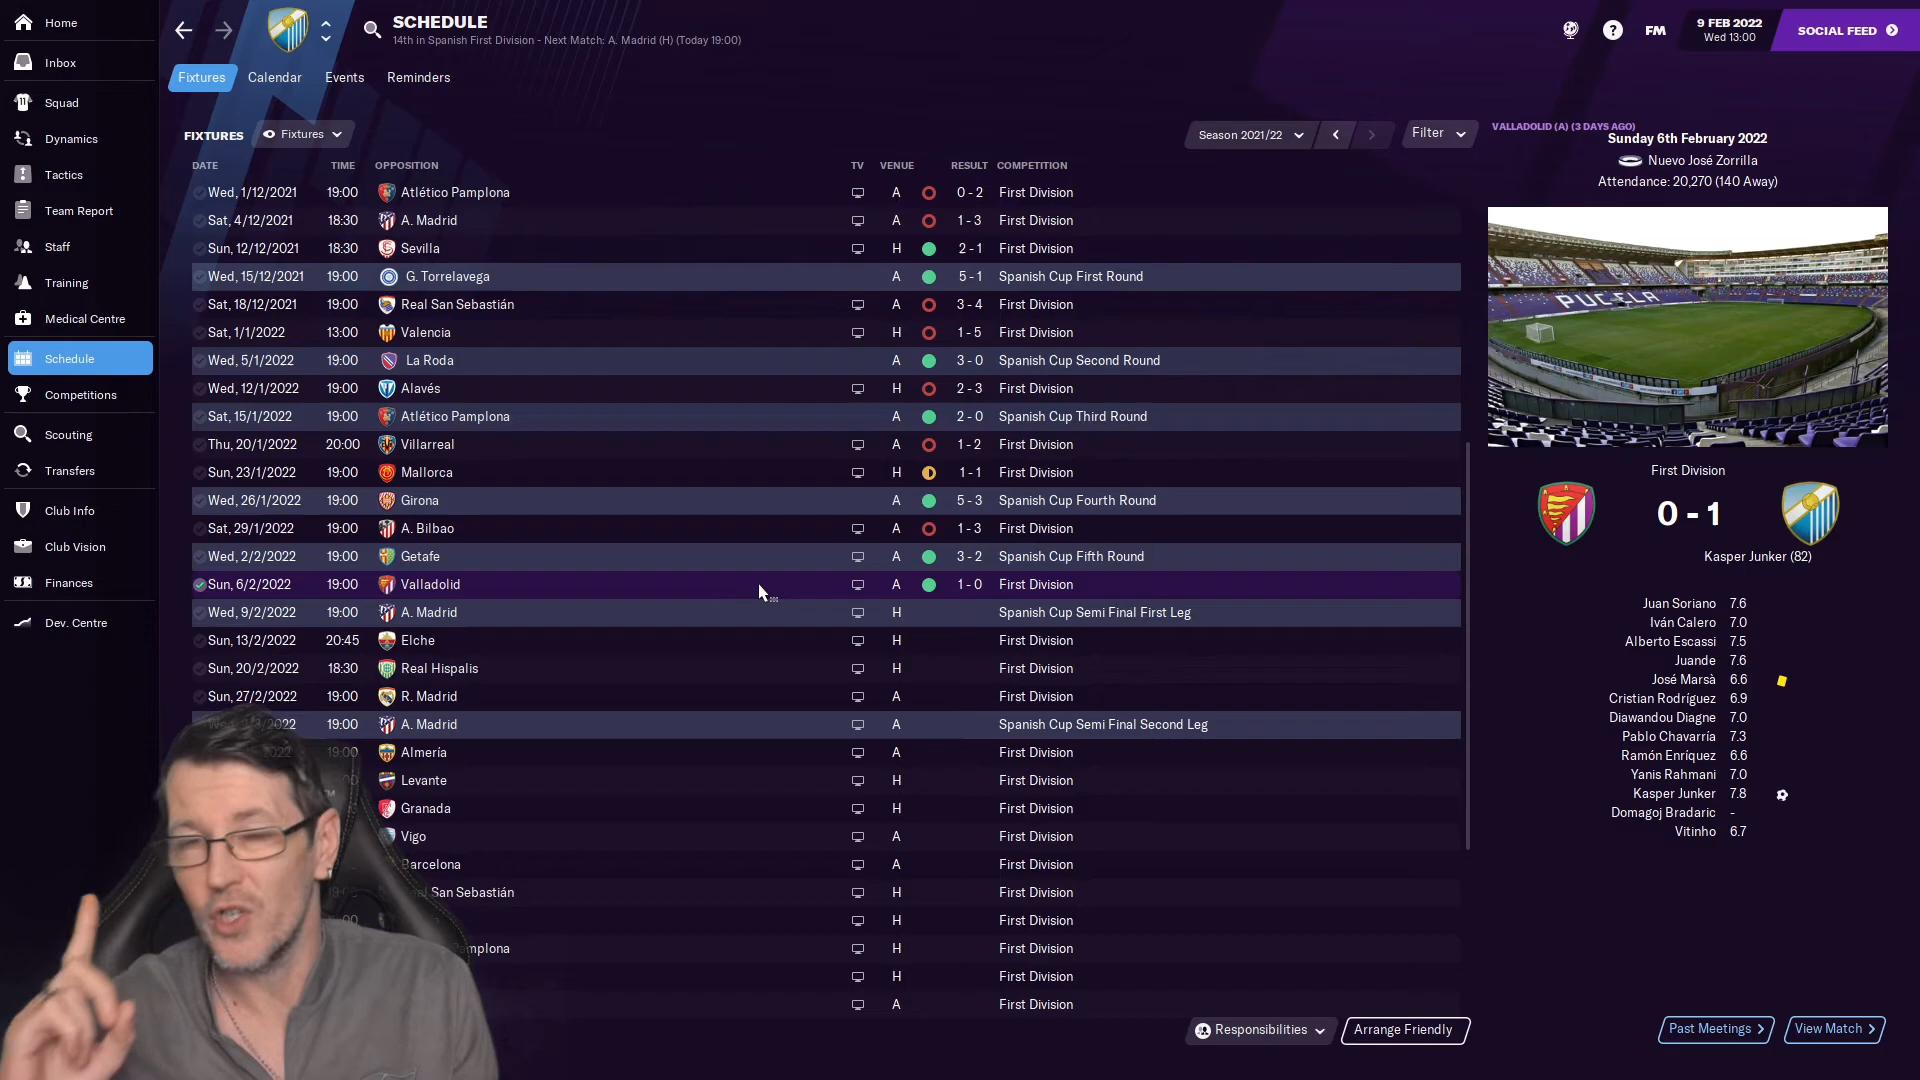 Home
SCHEDULE
14th in Spanish First Division - Next Match: A. Madrid (H) (Today 19:00)
FM
9 FEB 2022
Wed 13:00
SOCIAL FEED
Inbox
Fixtures Calendar Events Reminders
Squad
Dynamics
Tactics
Team Report
Staff
Training
Medical Centre
Schedule
Competitions
Scouting
Transfers
Club Info
Club Vision
Finances
Dev. Centre
FIXTURES Fixtures Season 2021/22 Filter
DATE TIME OPPOSITION TV VENUE RESULT COMPETITION
Wed, 1/12/2021 19:00 Atlético Pamplona A 0 - 2 First Division
Sat, 4/12/2021 18:30 A. Madrid A 1 - 3 First Division
Sun, 12/12/2021 18:30 Sevilla H 2 - 1 First Division
Wed, 15/12/2021 19:00 G. Torrelavega A 5 - 1 Spanish Cup First Round
Sat, 18/12/2021 19:00 Real San Sebastián A 3 - 4 First Division
Sat, 1/1/2022 13:00 Valencia H 1 - 5 First Division
Wed, 5/1/2022 19:00 La Roda A 3 - 0 Spanish Cup Second Round
Wed, 12/1/2022 19:00 Alavés H 2 - 3 First Division
Sat, 15/1/2022 19:00 Atlético Pamplona A 2 - 0 Spanish Cup Third Round
Thu, 20/1/2022 20:00 Villarreal A 1 - 2 First Division
Sun, 23/1/2022 19:00 Mallorca H 1 - 1 First Division
Wed, 26/1/2022 19:00 Girona A 5 - 3 Spanish Cup Fourth Round
Sat, 29/1/2022 19:00 A. Bilbao A 1 - 3 First Division
Wed, 2/2/2022 19:00 Getafe A 3 - 2 Spanish Cup Fifth Round
Sun, 6/2/2022 19:00 Valladolid A 1 - 0 First Division
Wed, 9/2/2022 19:00 A. Madrid H Spanish Cup Semi Final First Leg
Sun, 13/2/2022 20:45 Elche H First Division
Sun, 20/2/2022 18:30 Real Hispalis H First Division
Sun, 27/2/2022 19:00 R. Madrid A First Division
19:00 A. Madrid A Spanish Cup Semi Final Second Leg
19:00 Almería A First Division
Levante H First Division
Granada H First Division
Vigo A First Division
Barcelona A First Division
San Sebastián H First Division
H First Division
H First Division
H First Division
A First Division
Responsibilities Arrange Friendly
VALLADOLID (A) (3 DAYS AGO)
Sunday 6th February 2022
Nuevo José Zorrilla
Attendance: 20,270 (140 Away)
PUCELA
First Division
0 - 1
Kasper Junker (82)
Juan Soriano 7.6
Iván Calero 7.0
Alberto Escassi 7.5
Juande 7.6
José Marsà 6.6
Cristian Rodríguez 6.9
Diawandou Diagne 7.0
Pablo Chavarría 7.3
Ramón Enríquez 6.6
Yanis Rahmani 7.0
Kasper Junker 7.8
Domagoj Bradaric -
Vitinho 6.7
Past Meetings View Match